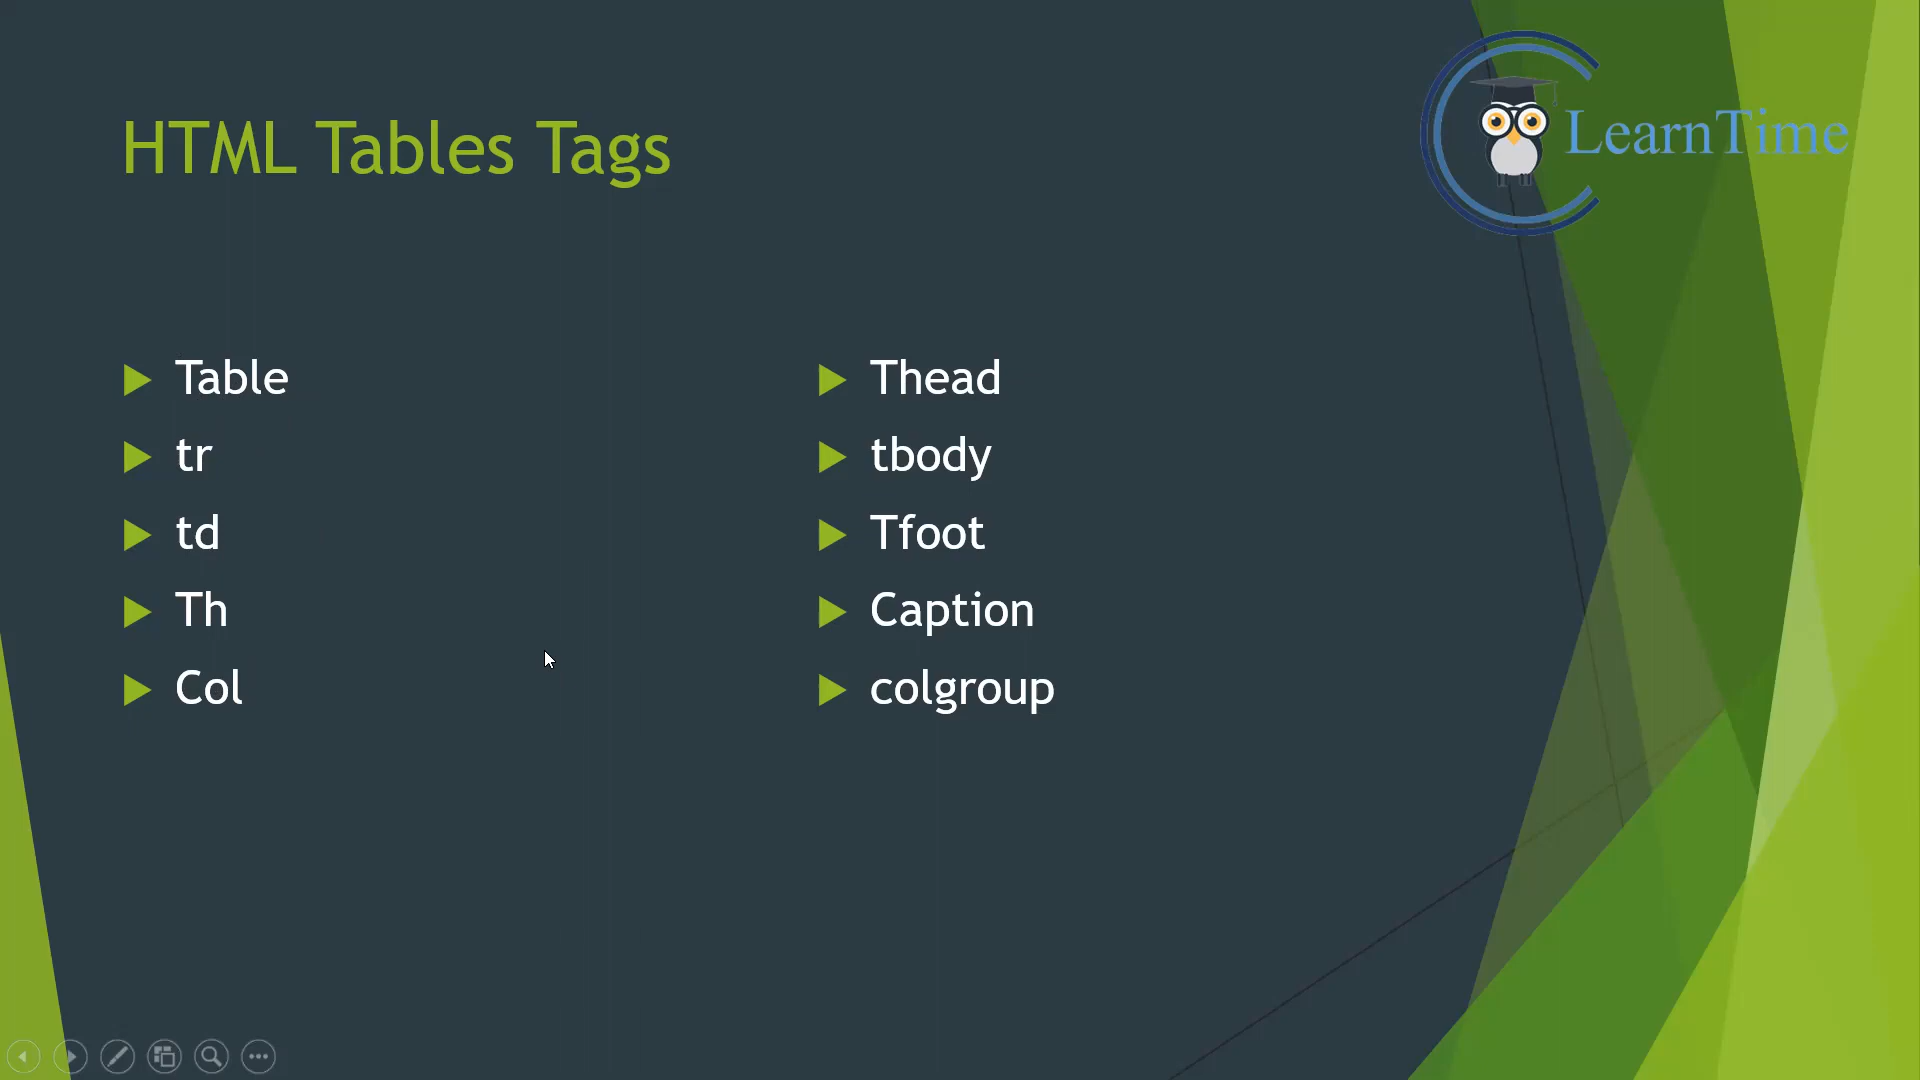 HTML Tables Tags
LearnTime
Table
tr
td
Th
Col
Thead
tbody
Tfoot
Caption
colgroup